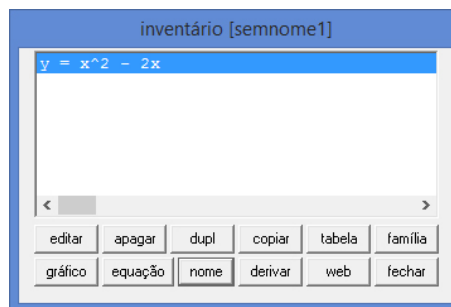 inventário [semnome1]
y = x^2 - 2x
editar apagar dupl copiar tabela família
gráfico equação nome derivar web fechar